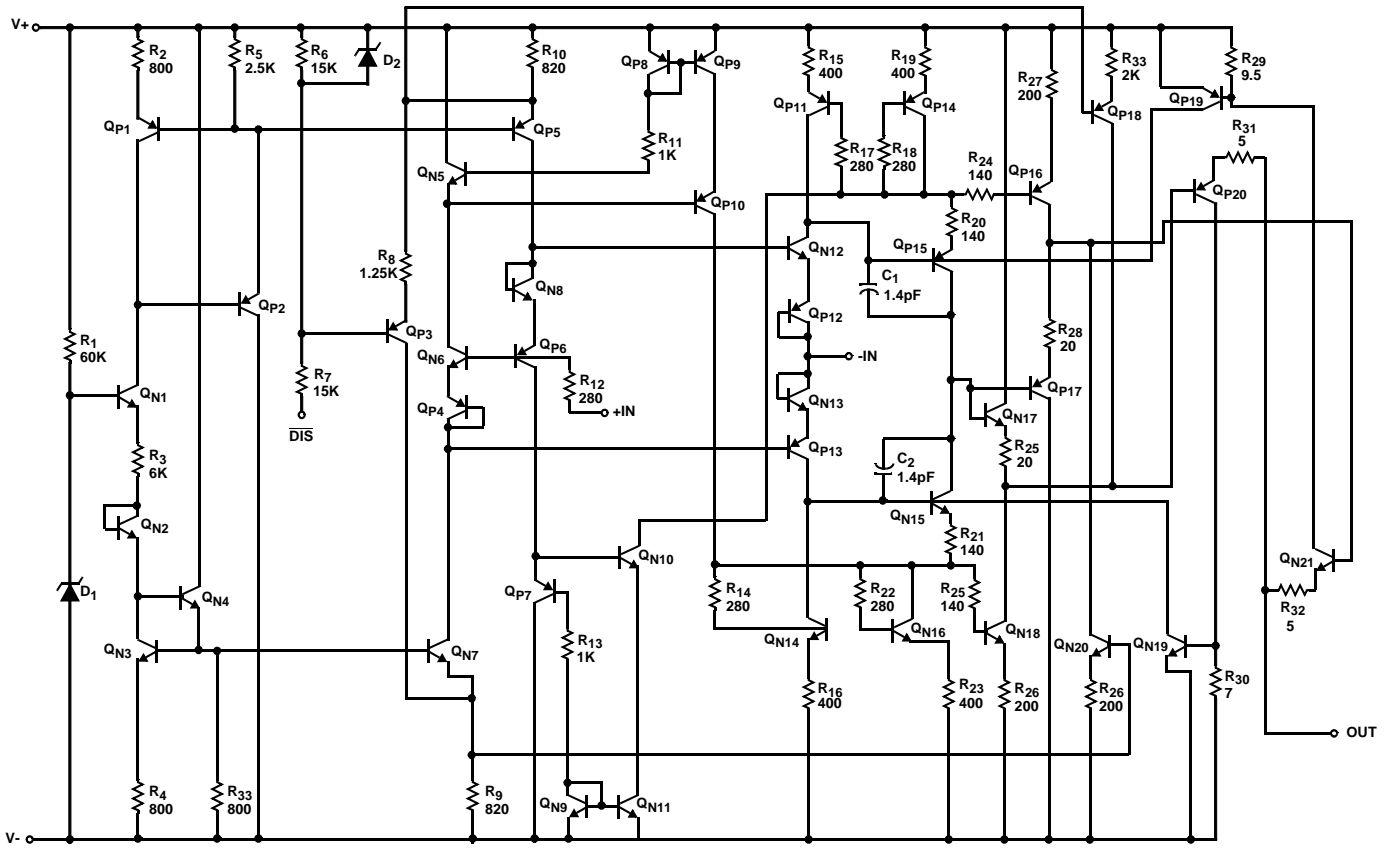 V+
R2
800
R5
2.5K
R6
15K
D2
R10
820
QP8
QP9
R15
400
R19
400
R27
200
R33
2K
R29
9.5
QP1
QP5
R11
1K
QP11
QP14
QP18
QP19
R17
280
R18
280
R31
5
QN5
R24
140
QP16
QP20
QP10
R20
140
R8
1.25K
QN12
QP15
C1
1.4pF
QN8
QP2
QP12
R1
60K
QP3
R28
20
QN6
QP6
-IN
R7
15K
R12
280
QN1
QP4
+IN
QN13
QP17
QN17
DIS
QP13
R25
20
R3
6K
C2
1.4pF
QN15
QN2
R21
140
QN10
QN21
D1
QN4
QP7
R14
280
R22
280
R25
140
R32
5
QN3
QN7
R13
1K
QN14
QN16
QN18
QN20
QN19
R16
400
R23
400
R26
200
R26
200
R30
7
OUT
R4
800
R33
800
R9
820
QN9
QN11
V-